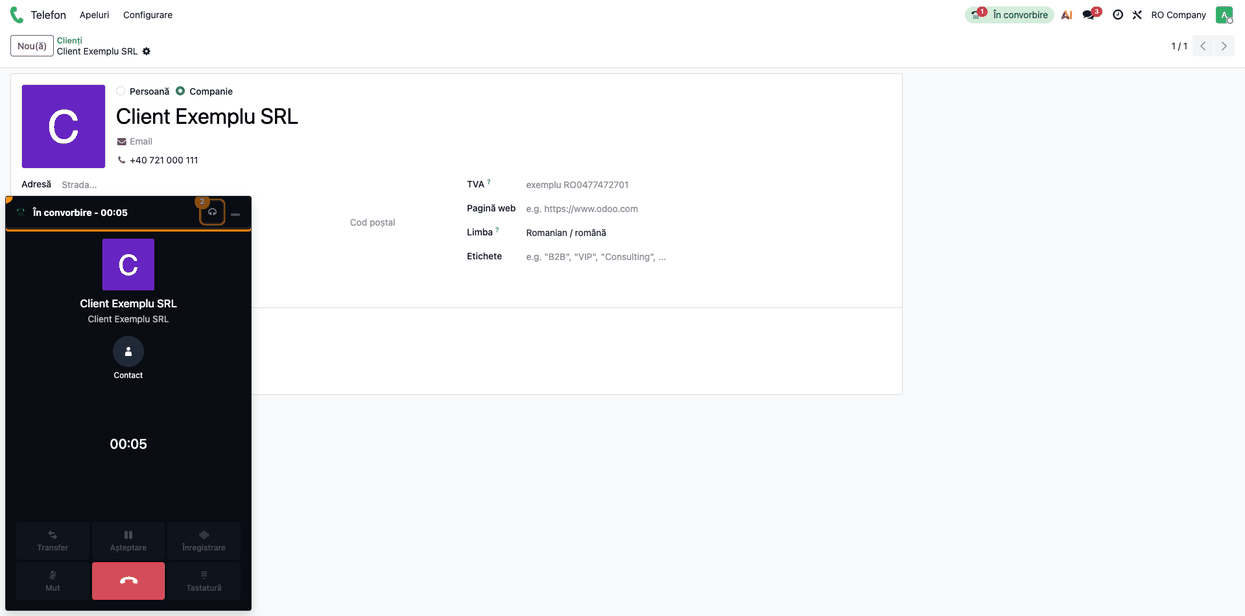 Telefon Apeluri Configurare 1 În convorbire AI 3 RO Company A
Nou(ă) Clienți
Client Exemplu SRL 1 / 1
C
Persoană Companie
Client Exemplu SRL
Email
+40 721 000 111
Adresă Strada...
Cod poștal
TVA ? exemplu RO0477472701
Pagină web e.g. https://www.odoo.com
Limba ? Romanian / română
Etichete e.g. "B2B", "VIP", "Consulting", ...
În convorbire - 00:05 2
C
Client Exemplu SRL
Client Exemplu SRL
Contact
00:05
Transfer Așteptare Înregistrare
Mut Tastatură